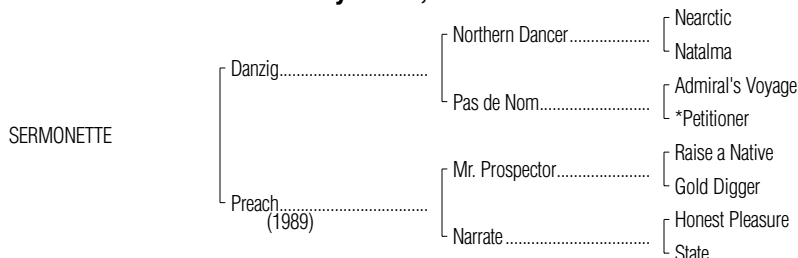 Northern Dancer.................... Nearctic
Natalma
Danzig...................................
Pas de Nom.......................... Admiral's Voyage
*Petitioner
SERMONETTE
Mr. Prospector...................... Raise a Native
Gold Digger
Preach...................................
(1989)
Narrate.................................. Honest Pleasure
State